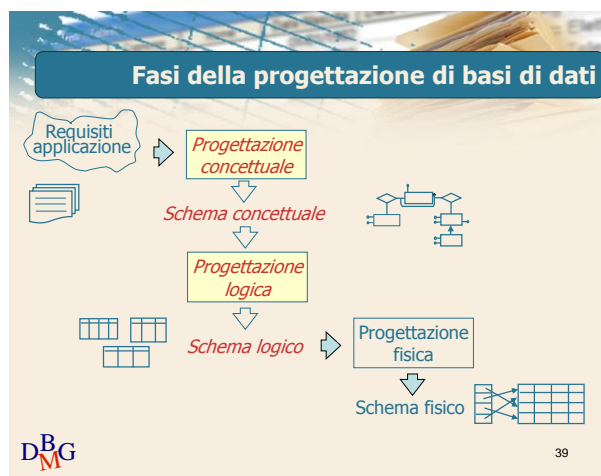 Fasi della progettazione di basi di dati
Requisiti
applicazione
Progettazione
concettuale
Schema concettuale
Progettazione
logica
Schema logico
Progettazione
fisica
Schema fisico
DBMG
39